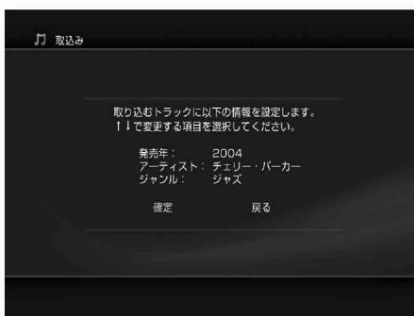 取込み
取り込むトラックに以下の情報を設定します。
↑↓で変更する項目を選択してください。
発売年： 2004
アーティスト： チェリー・パーカー
ジャンル： ジャズ
確定 戻る